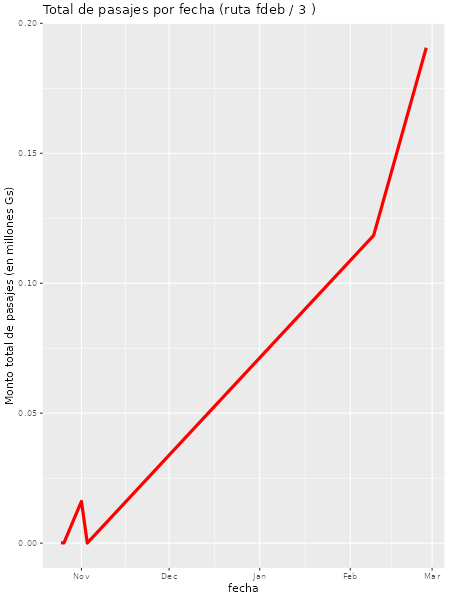 Total de pasajes por fecha (ruta fdeb / 3 )
Monto total de pasajes (en millones Gs)
0.20
0.15
0.10
0.05
0.00
Nov Dec Jan Feb Mar
fecha